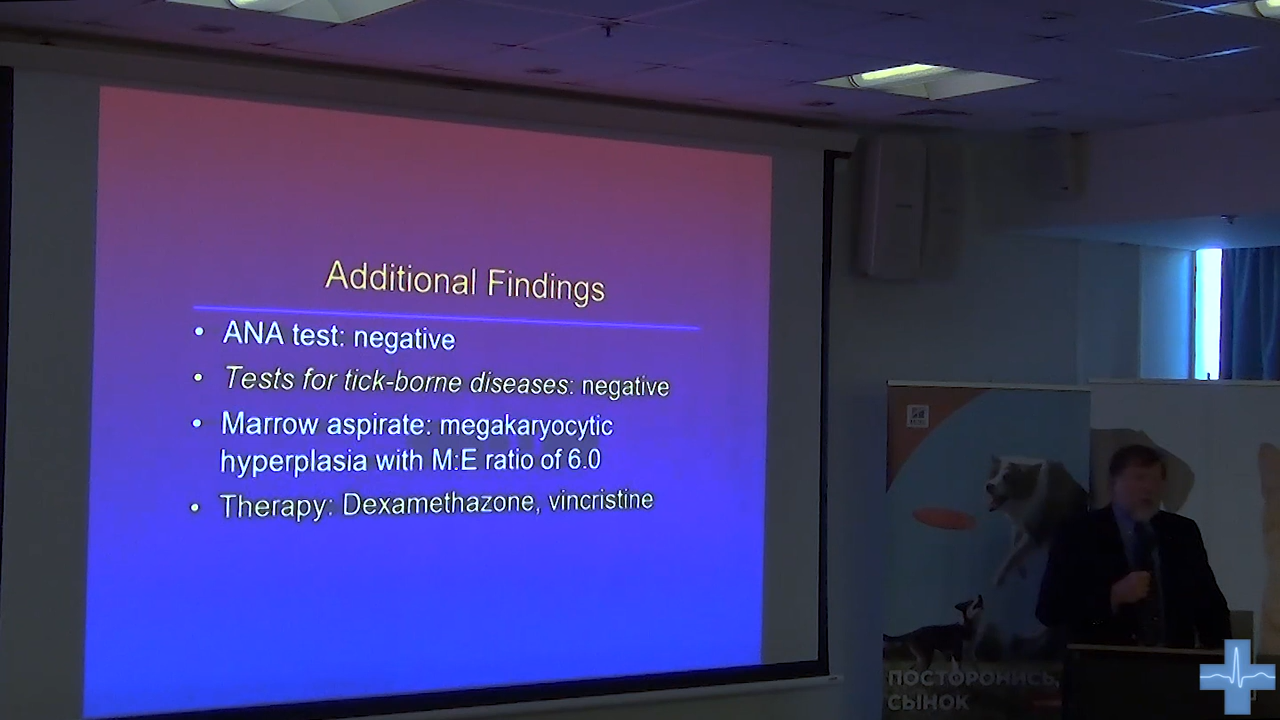 Additional Findings
• ANA test: negative
• Tests for tick-borne diseases: negative
• Marrow aspirate: megakaryocytic
hyperplasia with M:E ratio of 6.0
• Therapy: Dexamethazone, vincristine
ПОСТОРОНИСЬ,
СЫНОК